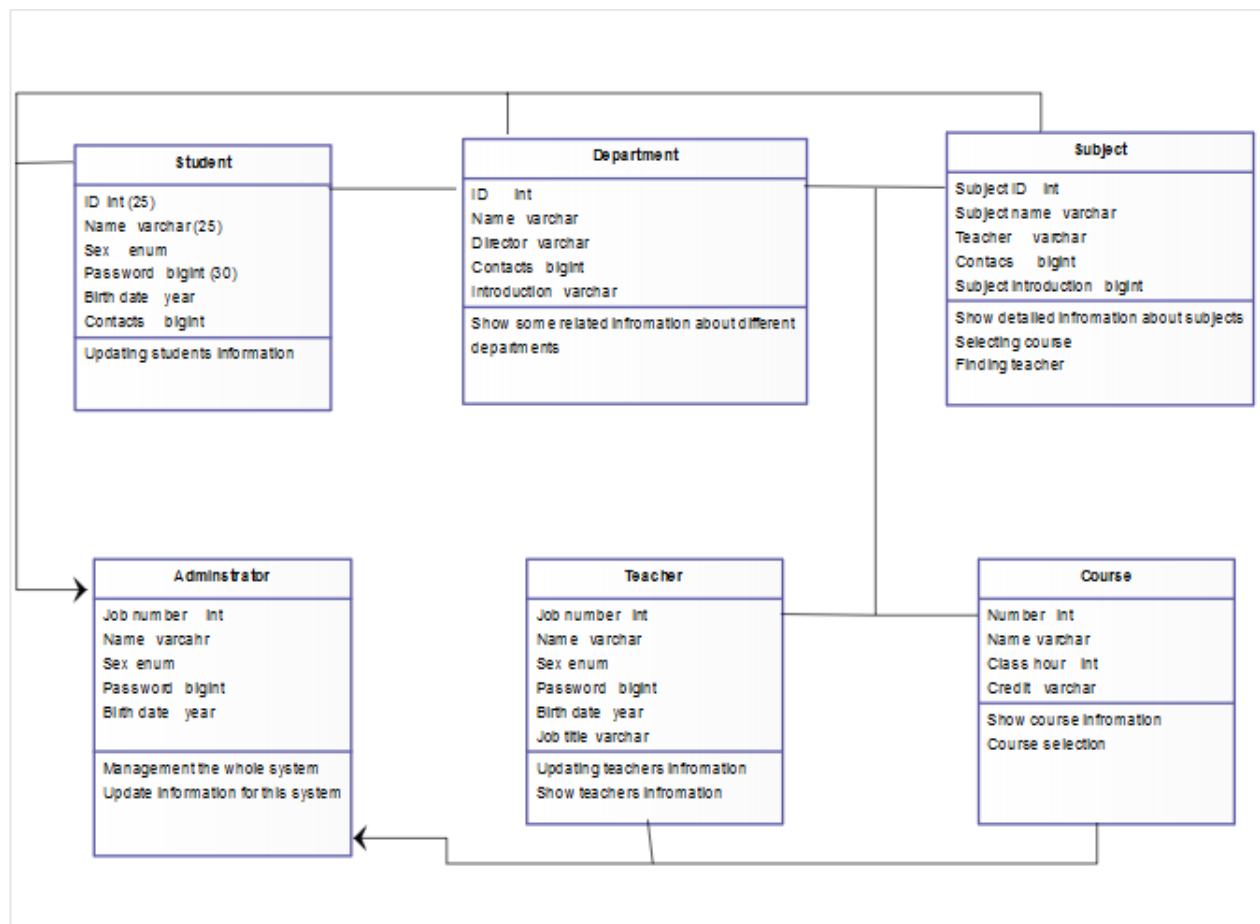 Student
ID int (25)
Name varchar (25)
Sex enum
Password bigint (30)
Birth date year
Contacts bigint
Updating students information
Department
ID int
Name varchar
Director varchar
Contacts bigint
Introduction varchar
Show some related infromation about different
departments
Subject
Subject ID int
Subject name varchar
Teacher varchar
Contacs bigint
Subject introduction bigint
Show detailed infromation about subjects
Selecting course
Finding teacher
Adminstrator
Job number int
Name varcahr
Sex enum
Password bigint
Birth date year
Management the whole system
Update information for this system
Teacher
Job number int
Name varchar
Sex enum
Password bigint
Birth date year
Job title varchar
Updating teachers infromation
Show teachers infromation
Course
Number int
Name varchar
Class hour int
Credit varchar
Show course infromation
Course selection